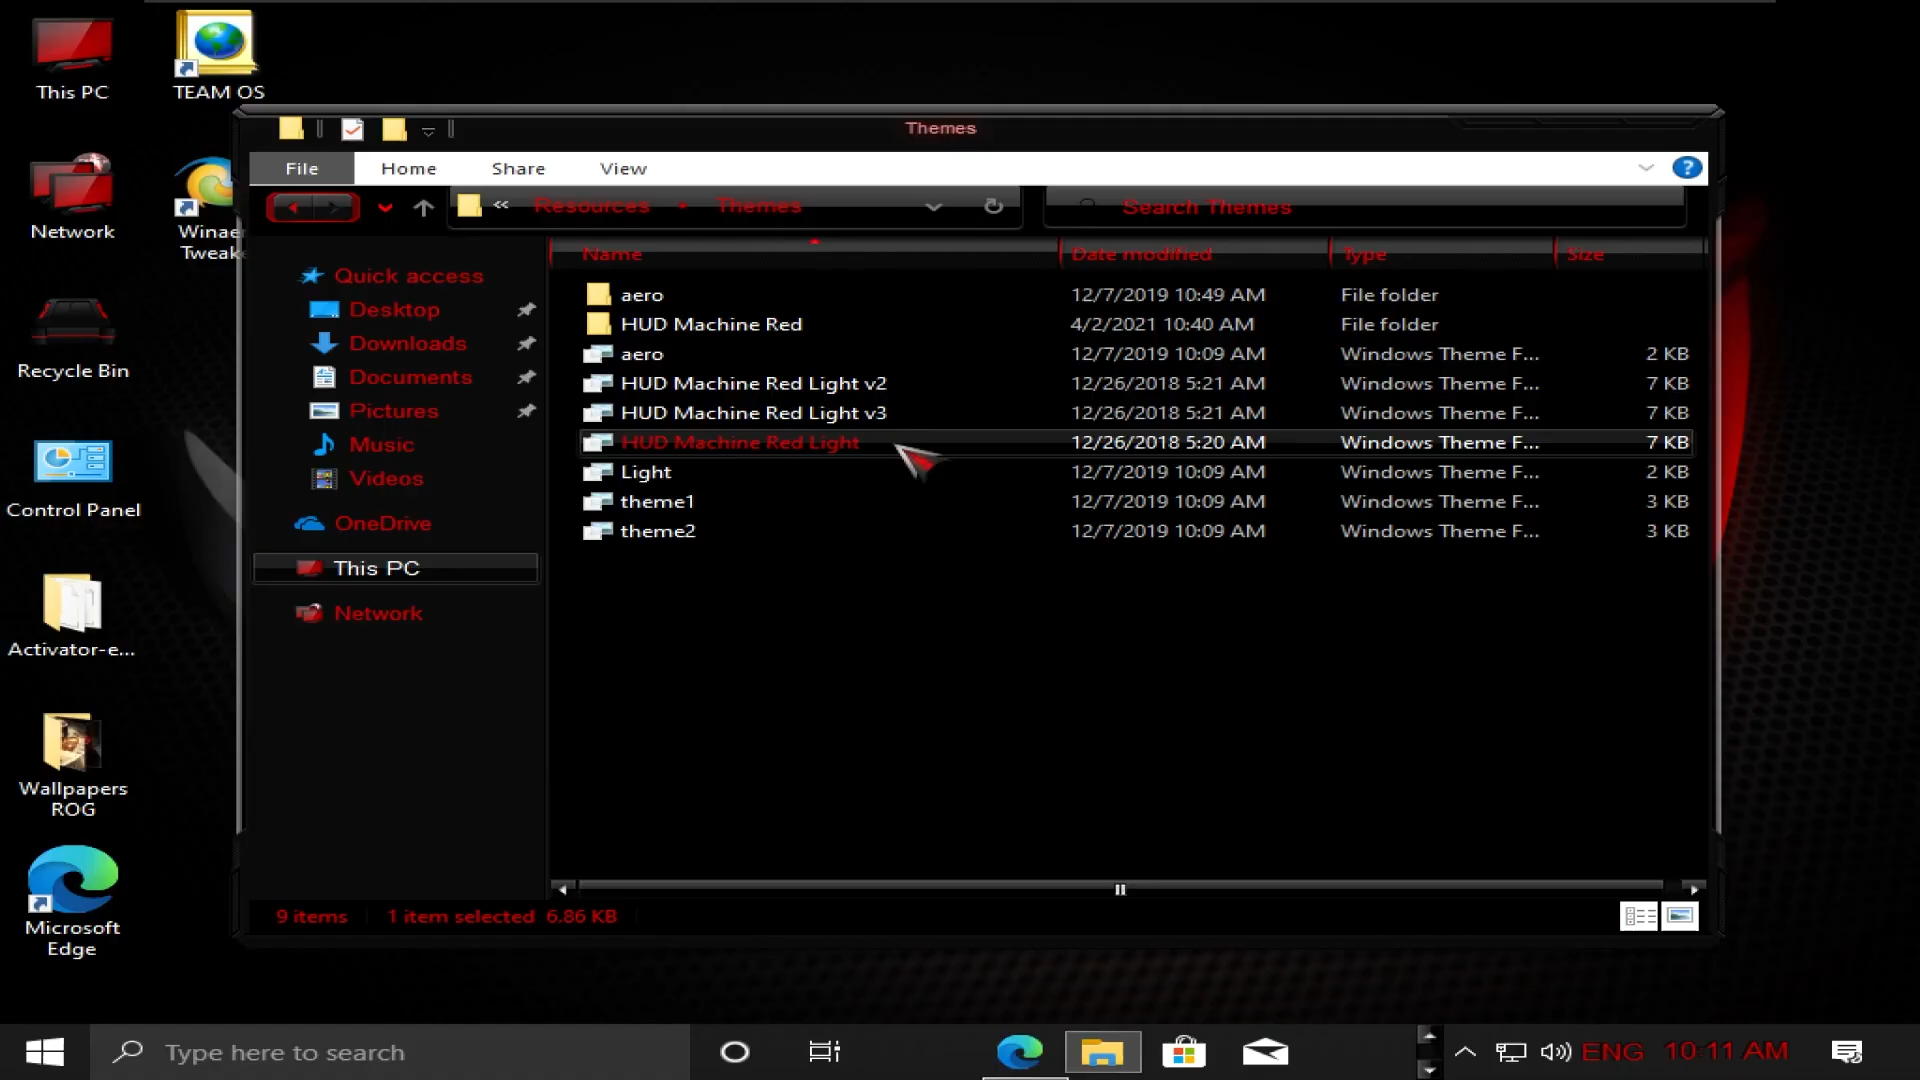 This PC
TEAM OS
Network
Winae
Tweak
Recycle Bin
Control Panel
Activator-e...
Wallpapers
ROG
Microsoft
Edge
Themes
File Home Share View
?
« Resources Themes
Search Themes
Name Date modified Type Size
Quick access
Desktop
Downloads
Documents
Pictures
Music
Videos
OneDrive
This PC
Network
aero 12/7/2019 10:49 AM File folder
HUD Machine Red 4/2/2021 10:40 AM File folder
aero 12/7/2019 10:09 AM Windows Theme F... 2 KB
HUD Machine Red Light v2 12/26/2018 5:21 AM Windows Theme F... 7 KB
HUD Machine Red Light v3 12/26/2018 5:21 AM Windows Theme F... 7 KB
HUD Machine Red Light 12/26/2018 5:20 AM Windows Theme F... 7 KB
Light 12/7/2019 10:09 AM Windows Theme F... 2 KB
theme1 12/7/2019 10:09 AM Windows Theme F... 3 KB
theme2 12/7/2019 10:09 AM Windows Theme F... 3 KB
9 items 1 item selected 6.86 KB
Type here to search
ENG 10:11 AM